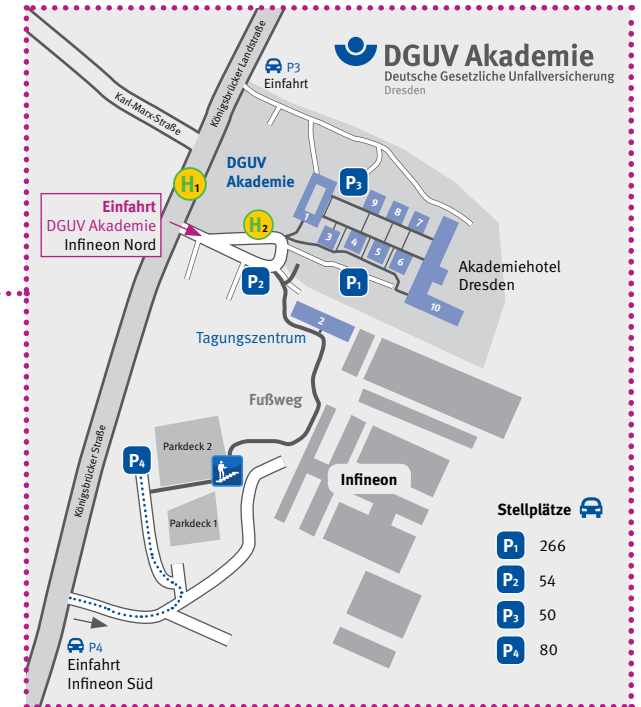 DGUV Akademie
Deutsche Gesetzliche Unfallversicherung
Dresden
P3
Einfahrt
Königsbrücker Landstraße
Karl-Marx-Straße
DGUV
Akademie
H1
Einfahrt
DGUV Akademie
Infineon Nord
H2
P3
1
9
8
7
3
4
5
6
10
Akademiehotel
Dresden
P2
P1
2
Tagungszentrum
Fußweg
Königsbrücker Straße
P4
Parkdeck 2
Parkdeck 1
Infineon
Stellplätze
P1 266
P2 54
P3 50
P4 80
P4
Einfahrt
Infineon Süd